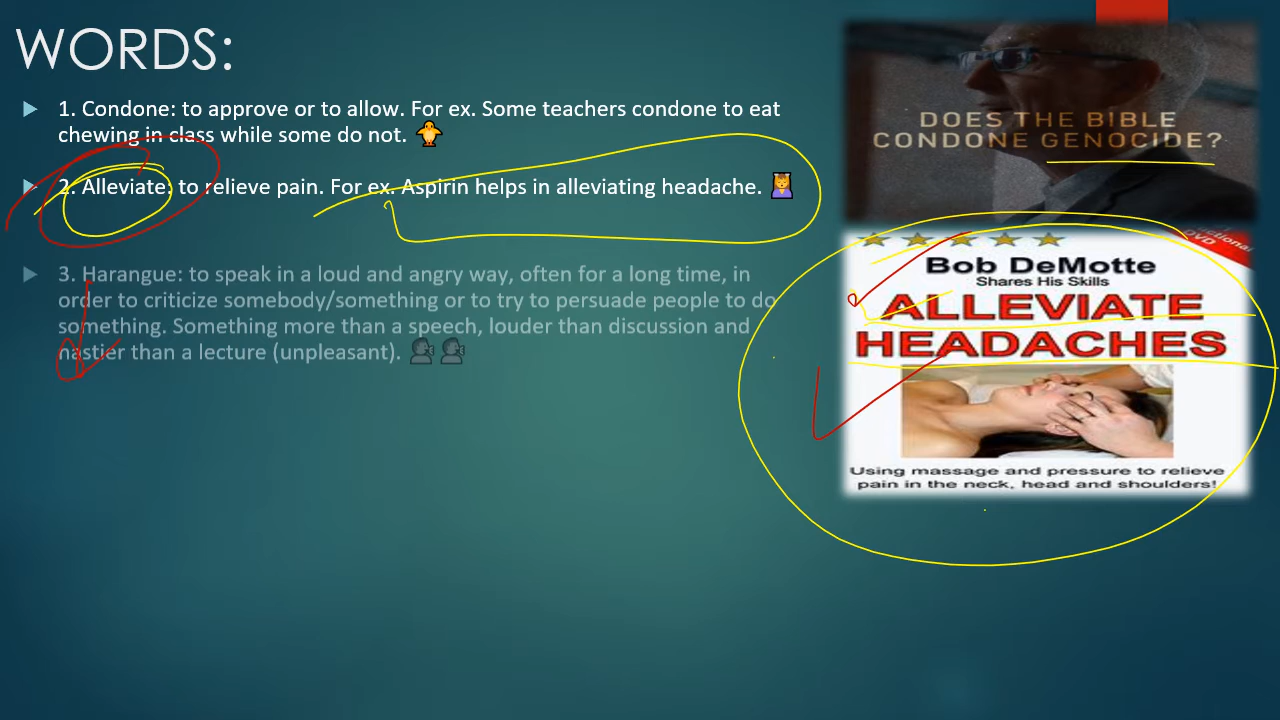 WORDS:
1. Condone: to approve or to allow. For ex. Some teachers condone to eat
chewing in class while some do not. 🐥
2. Alleviate: to relieve pain. For ex. Aspirin helps in alleviating headache. 💆
3. Harangue: to speak in a loud and angry way, often for a long time, in
order to criticize somebody/something or to try to persuade people to do
something. Something more than a speech, louder than discussion and
nastier than a lecture (unpleasant). 🗣🗣
DOES THE BIBLE
CONDONE GENOCIDE?
DVD
Bob DeMotte
Shares His Skills
ALLEVIATE
HEADACHES
Using massage and pressure to relieve
pain in the neck, head and shoulders!